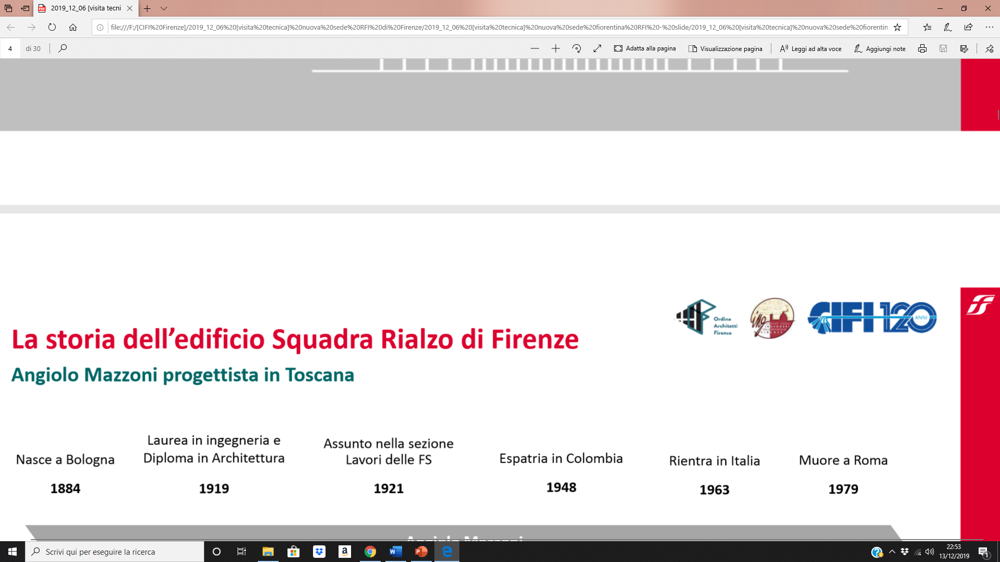 2019_12_06 [visita tecni
file:///F:/[CIFI%20Firenze]/2019_12_06%20[visita%20tecnica]%20nuova%20sede%20RFI%20di%20Firenze/2019_12_06%20[visita%20tecnica]%20nuova%20sede%20fiorentina%20RFI%20-%20slide/2019_12_06%20[visita%20tecnica]%20nuova%20sede%20fiorentin
4 di 30
Adatta alla pagina
Visualizzazione pagina
Leggi ad alta voce
Aggiungi note
Ordine
Architetti
Firenze
CIFI 120
ANNI
La storia dell’edificio Squadra Rialzo di Firenze
Angiolo Mazzoni progettista in Toscana
Nasce a Bologna
1884
Laurea in ingegneria e
Diploma in Architettura
1919
Assunto nella sezione
Lavori delle FS
1921
Espatria in Colombia
1948
Rientra in Italia
1963
Muore a Roma
1979
Angiolo Mazzoni
Scrivi qui per eseguire la ricerca
22:53
13/12/2019
1